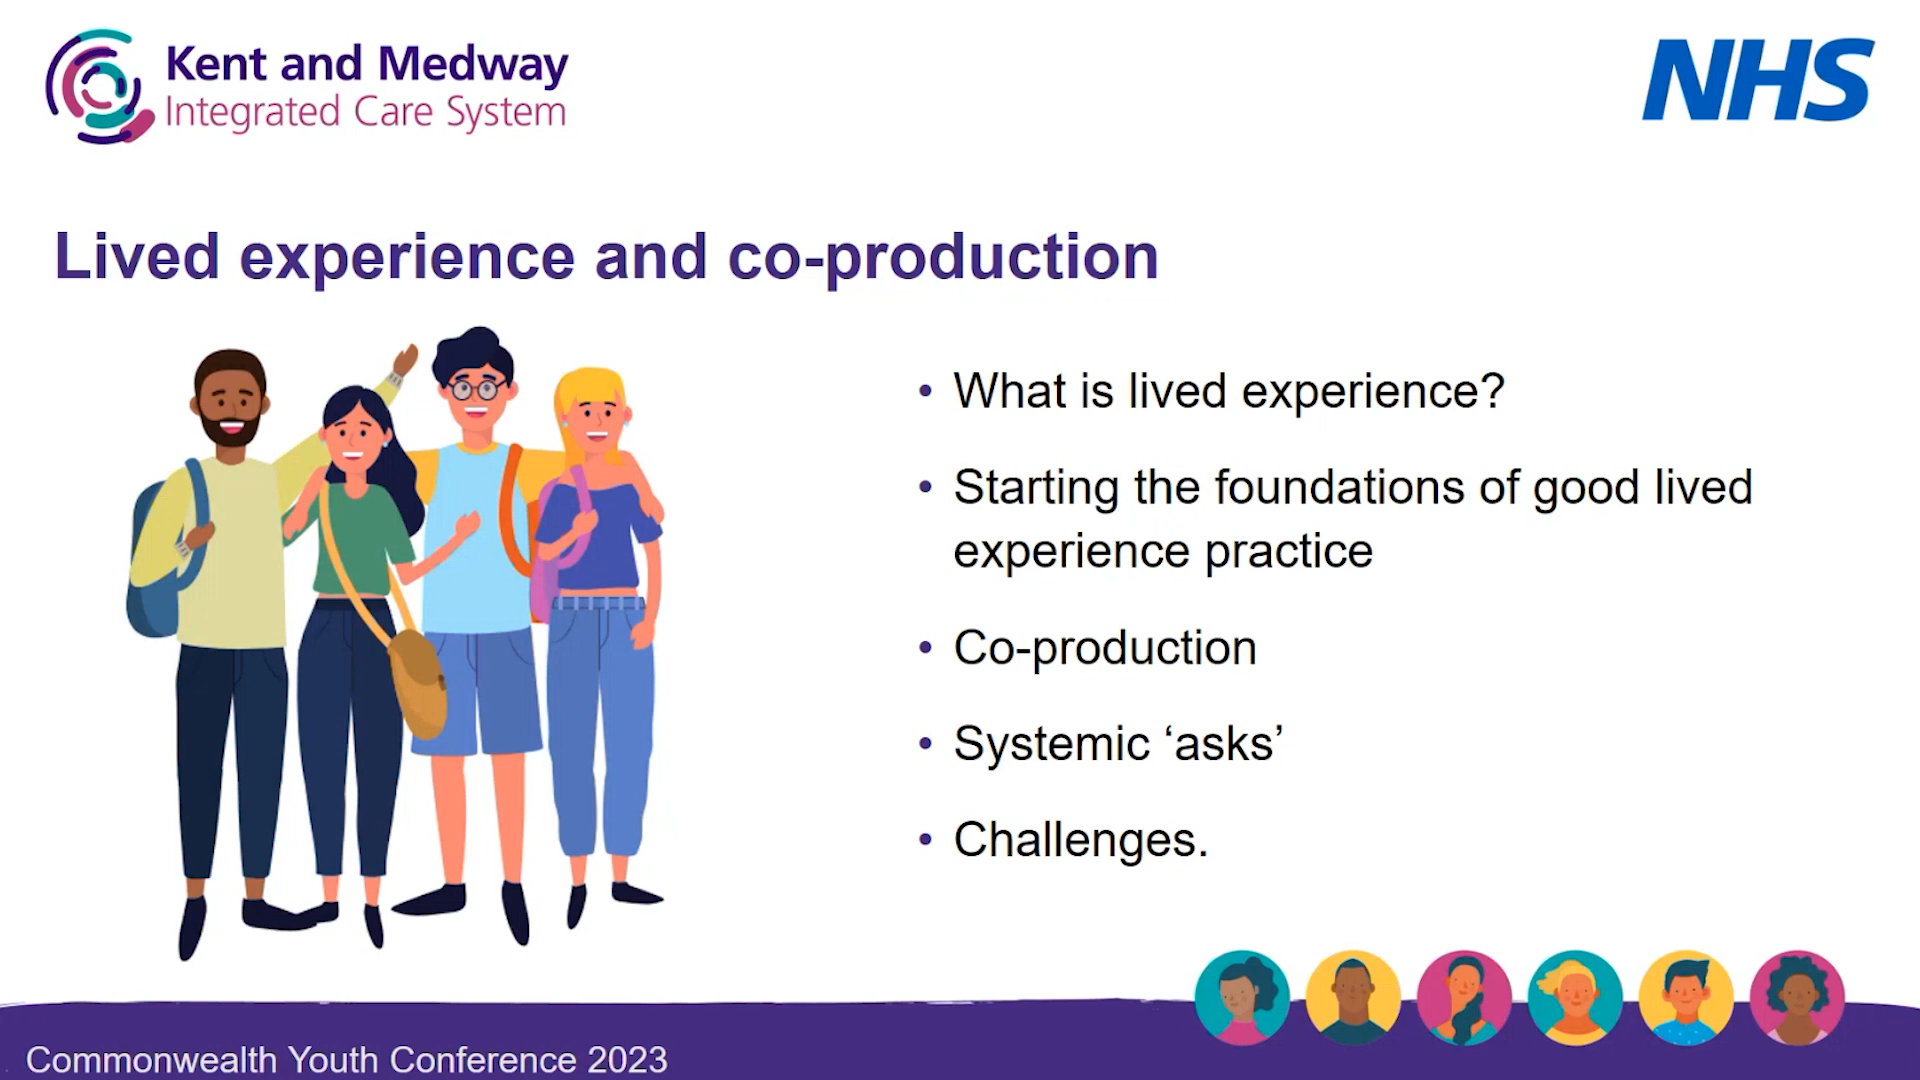 Kent and Medway
Integrated Care System
NHS
Lived experience and co-production
• What is lived experience?
• Starting the foundations of good lived
experience practice
• Co-production
• Systemic ‘asks’
• Challenges.
Commonwealth Youth Conference 2023